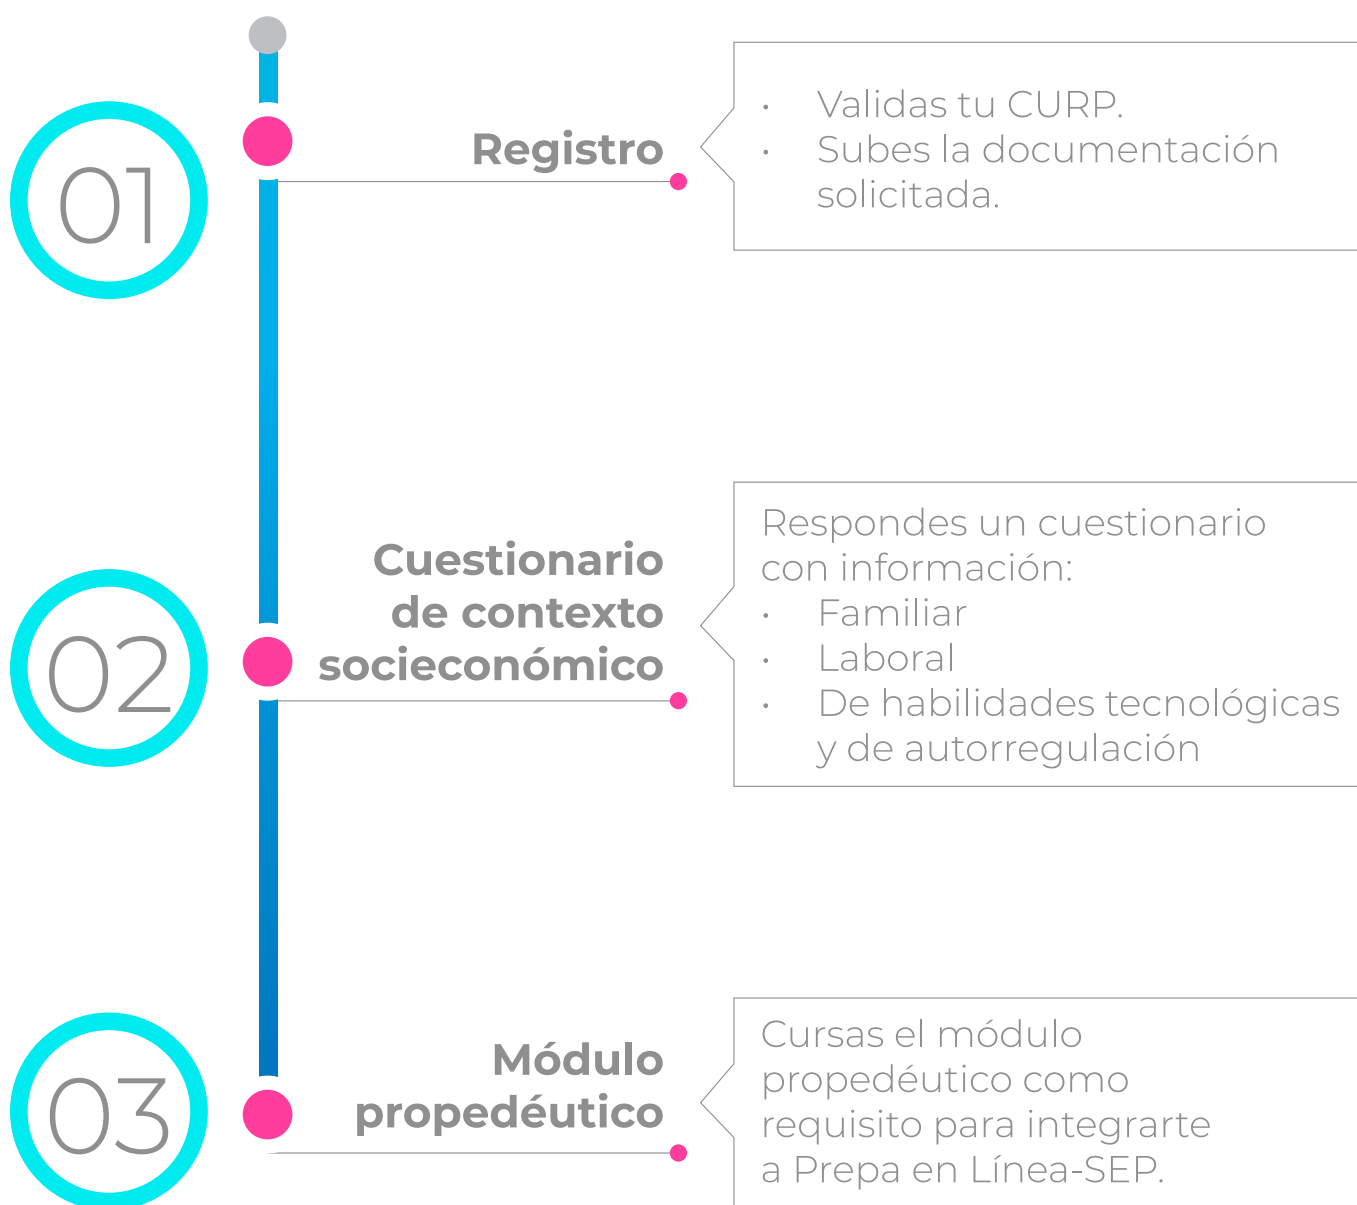 01
Registro
• Validas tu CURP.
• Subes la documentación
solicitada.
02
Cuestionario
de contexto
socieconómico
Respondes un cuestionario
con información:
• Familiar
• Laboral
• De habilidades tecnológicas
y de autorregulación
03
Módulo
propedéutico
Cursas el módulo
propedéutico como
requisito para integrarte
a Prepa en Línea-SEP.